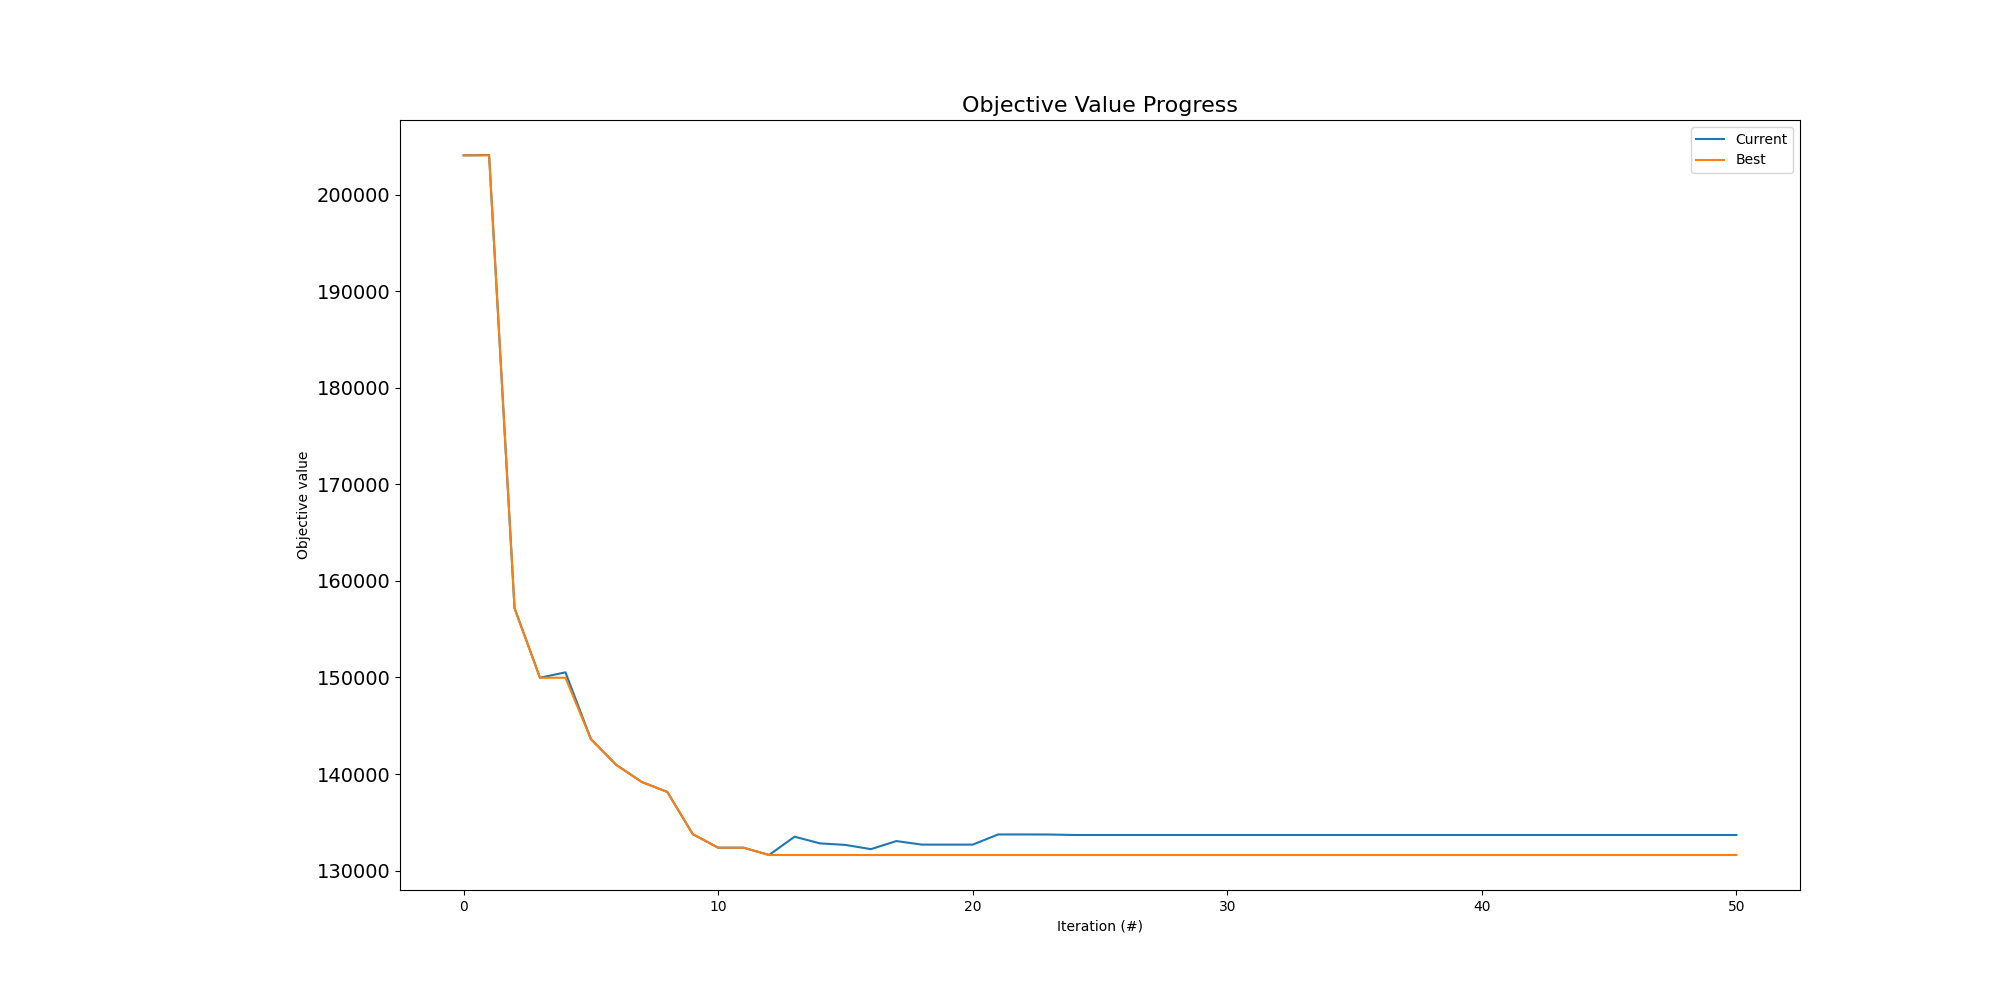 Objective Value Progress
Current
Best
200000
190000
180000
170000
160000
150000
140000
130000
Objective value
0 10 20 30 40 50
Iteration (#)